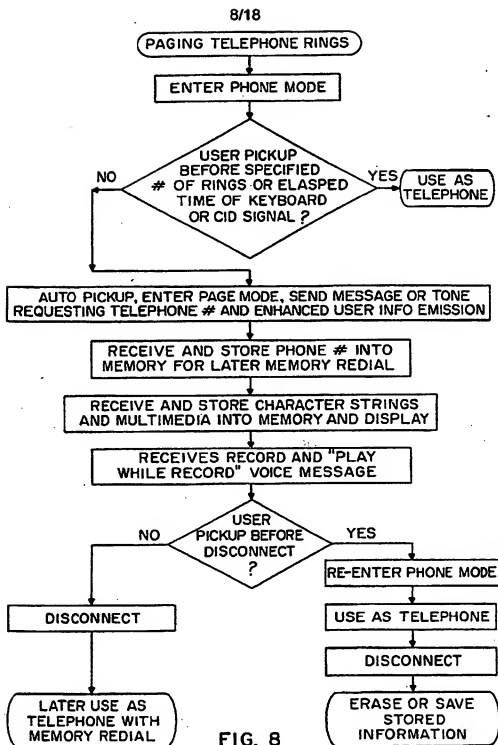 8/18
PAGING TELEPHONE RINGS
ENTER PHONE MODE
USER PICKUP
BEFORE SPECIFIED
# OF RINGS OR ELASPED
TIME OF KEYBOARD
OR CID SIGNAL ?
NO
YES
USE AS
TELEPHONE
AUTO PICKUP, ENTER PAGE MODE, SEND MESSAGE OR TONE
REQUESTING TELEPHONE # AND ENHANCED USER INFO EMISSION
RECEIVE AND STORE PHONE # INTO
MEMORY FOR LATER MEMORY REDIAL
RECEIVE AND STORE CHARACTER STRINGS
AND MULTIMEDIA INTO MEMORY AND DISPLAY
RECEIVES RECORD AND "PLAY
WHILE RECORD" VOICE MESSAGE
USER
PICKUP BEFORE
DISCONNECT
?
NO
YES
RE-ENTER PHONE MODE
DISCONNECT
USE AS TELEPHONE
DISCONNECT
LATER USE AS
TELEPHONE WITH
MEMORY REDIAL
ERASE OR SAVE
STORED
INFORMATION
FIG. 8